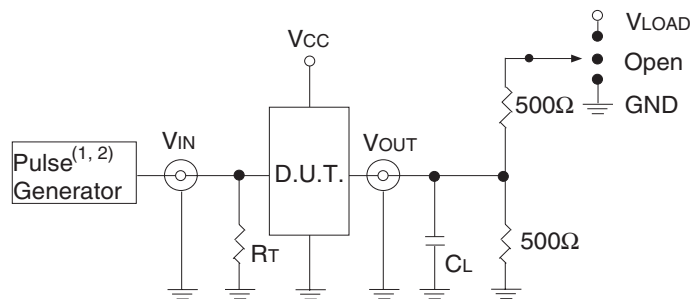 VLOAD
VCC
Open
500Ω
GND
VIN
VOUT
Pulse(1, 2)
Generator
D.U.T.
RT
CL
500Ω